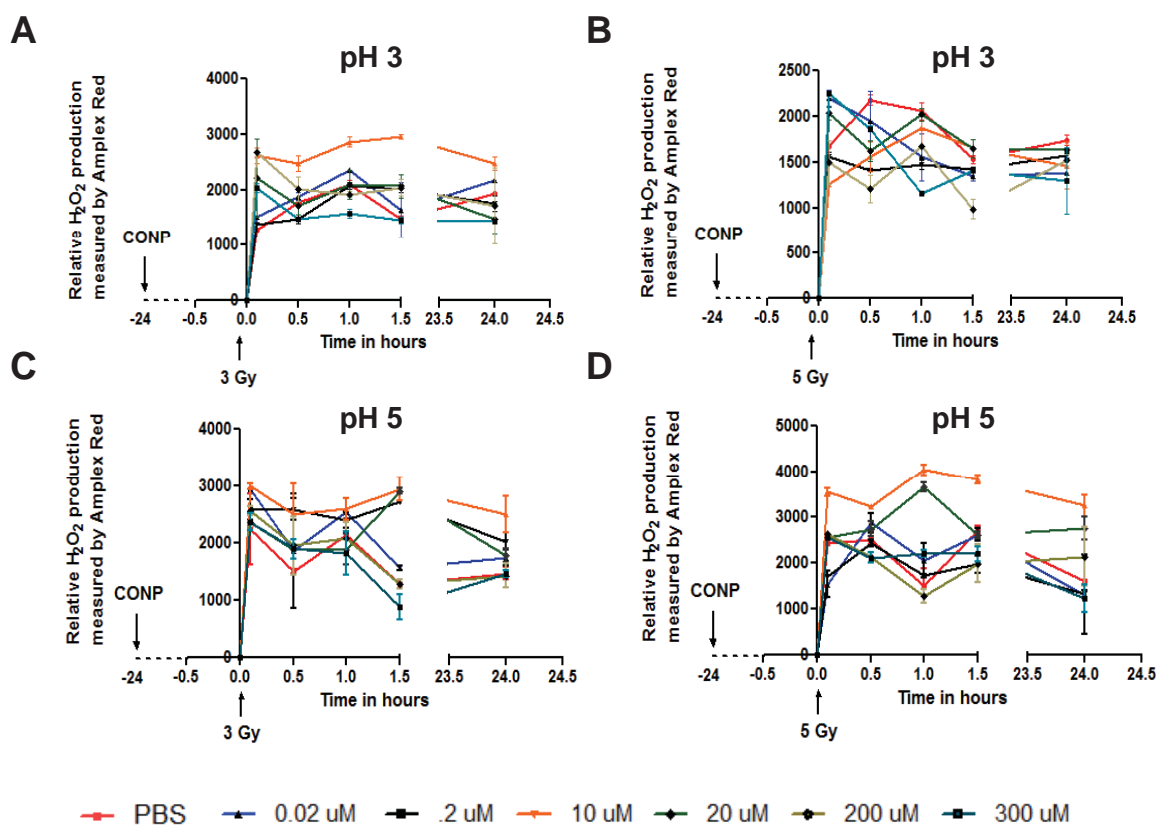 A
pH 3
Relative H₂O₂ production
measured by Amplex Red
4000
3000
2000
1000
0
CONP
-24 -0.5 0.0 0.5 1.0 1.5 23.5 24.0 24.5
Time in hours
3 Gy
B
pH 3
Relative H₂O₂ production
measured by Amplex Red
2500
2000
1500
1000
500
0
CONP
-24 -0.5 0.0 0.5 1.0 1.5 23.5 24.0 24.5
Time in hours
5 Gy
C
pH 5
Relative H₂O₂ production
measured by Amplex Red
4000
3000
2000
1000
0
CONP
-24 -0.5 0.0 0.5 1.0 1.5 23.5 24.0 24.5
Time in hours
3 Gy
D
pH 5
Relative H₂O₂ production
measured by Amplex Red
5000
4000
3000
2000
1000
0
CONP
-24 -0.5 0.0 0.5 1.0 1.5 23.5 24.0 24.5
Time in hours
5 Gy
PBS 0.02 uM .2 uM 10 uM 20 uM 200 uM 300 uM